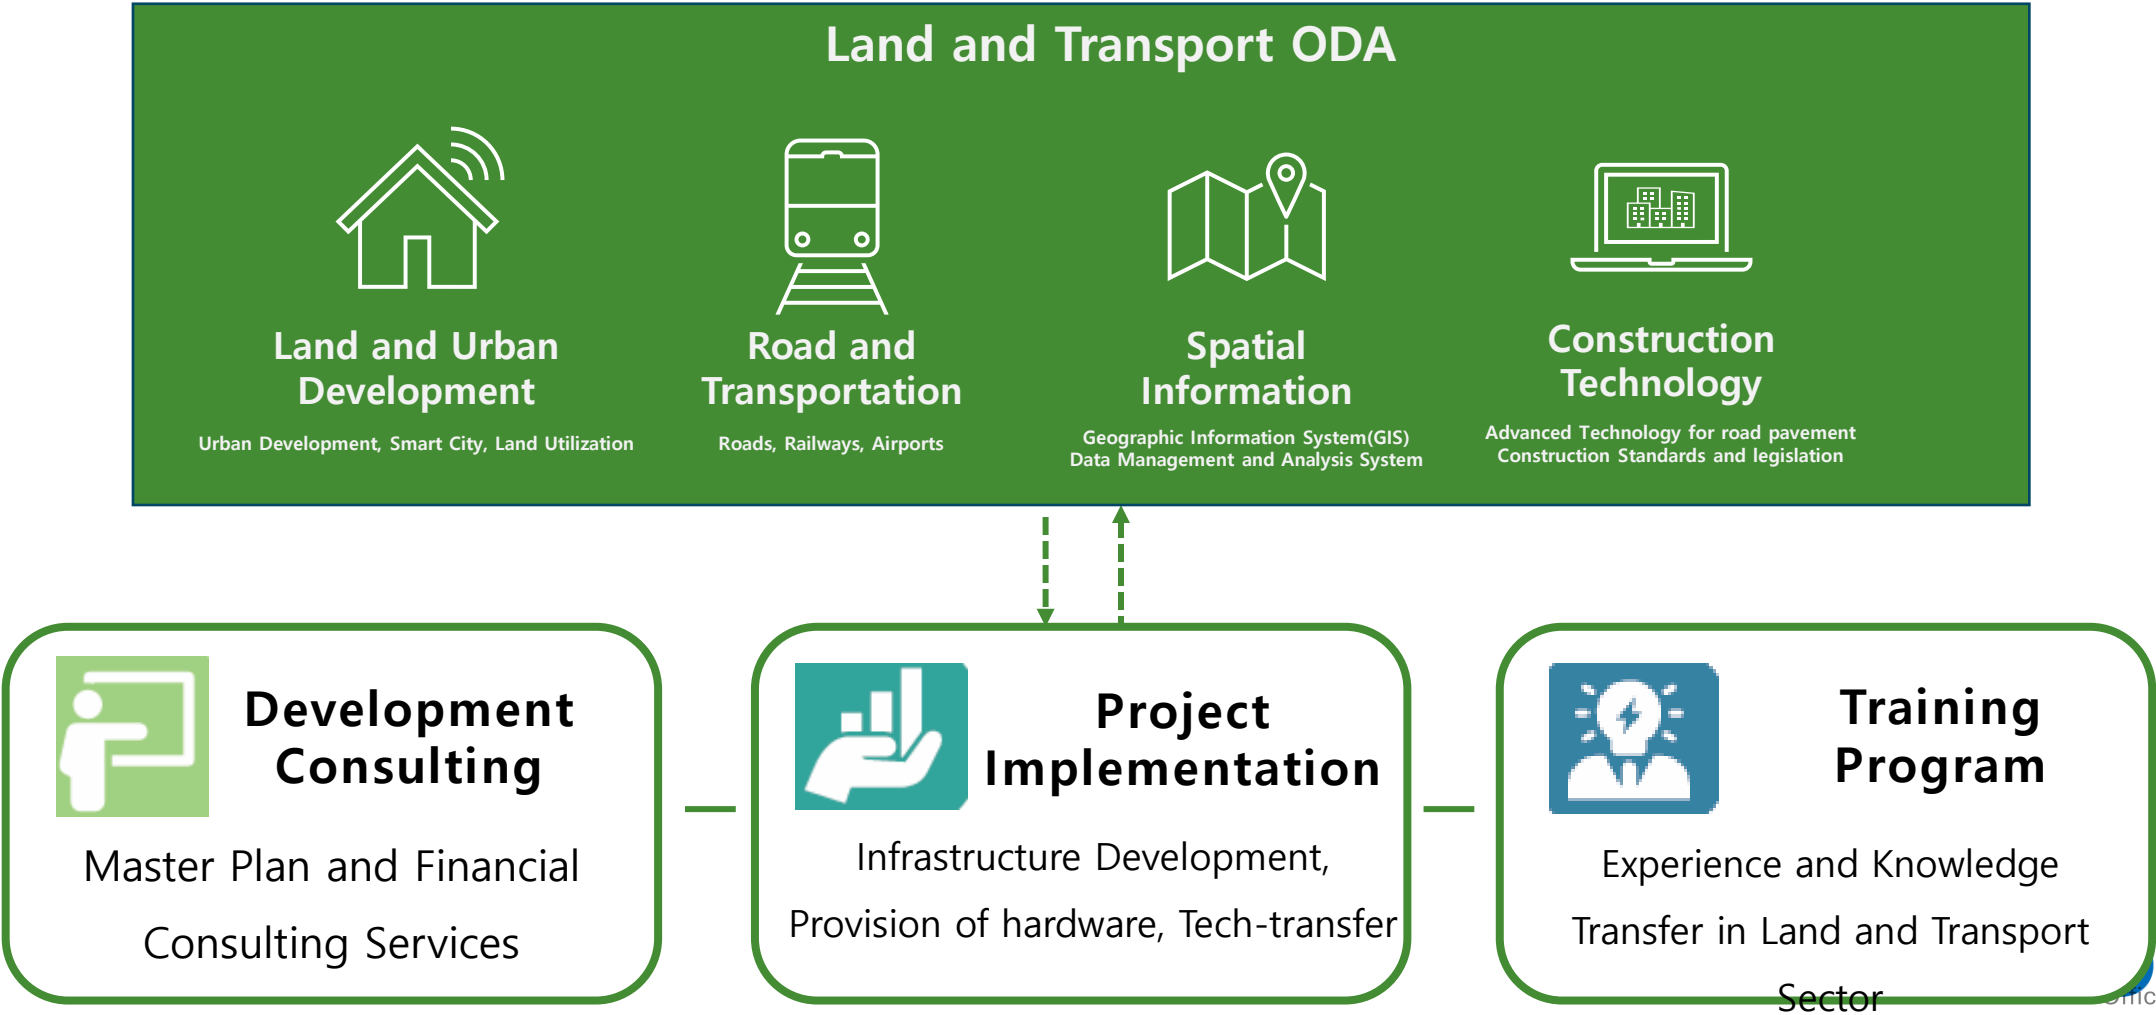 Land and Transport ODA
Land and Urban
Development
Urban Development, Smart City, Land Utilization
Road and
Transportation
Roads, Railways, Airports
Spatial
Information
Geographic Information System(GIS)
Data Management and Analysis System
Construction
Technology
Advanced Technology for road pavement
Construction Standards and legislation
Development
Consulting
Master Plan and Financial
Consulting Services
Project
Implementation
Infrastructure Development,
Provision of hardware, Tech-transfer
Training
Program
Experience and Knowledge
Transfer in Land and Transport
Sector